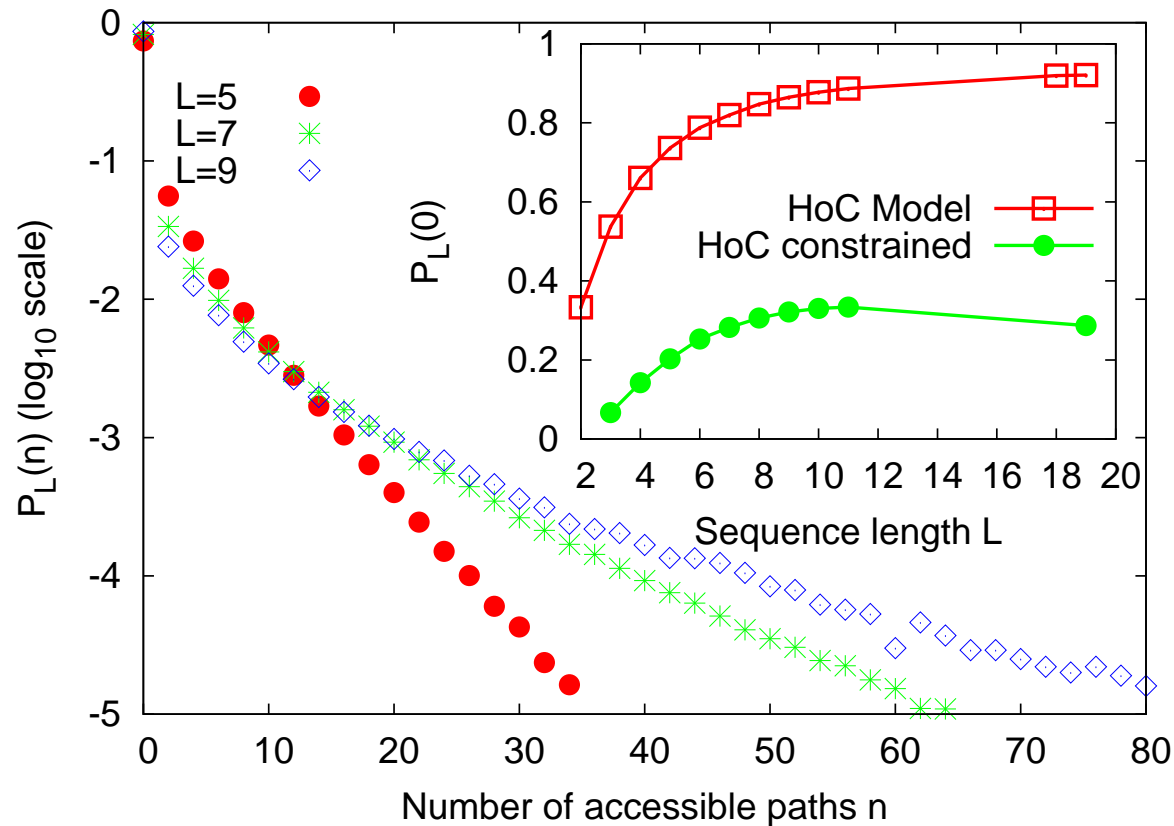 0
-1
-2
-3
-4
-5
P_L(n) (log_10 scale)
L=5
L=7
L=9
1
0.8
0.6
0.4
0.2
0
P_L(0)
HoC Model
HoC constrained
2 4 6 8 10 12 14 16 18 20
Sequence length L
0 10 20 30 40 50 60 70 80
Number of accessible paths n